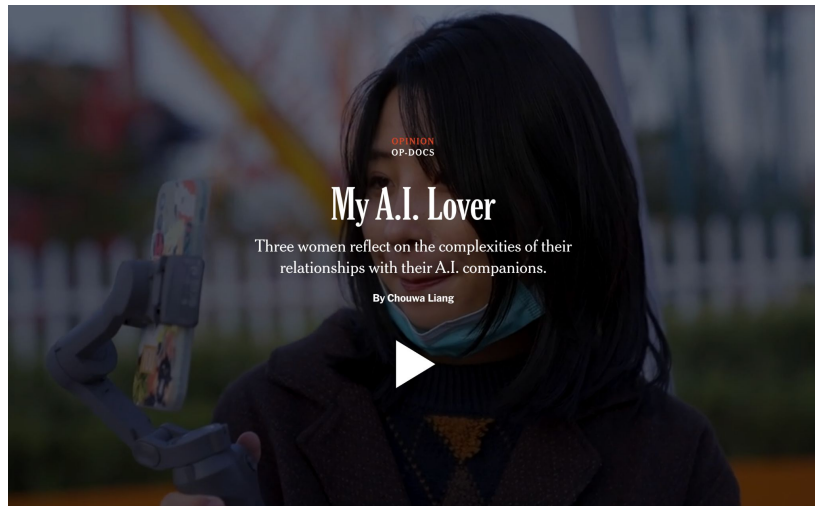 OPINION
OP-DOCS
My A.I. Lover
Three women reflect on the complexities of their
relationships with their A.I. companions.
By Chouwa Liang